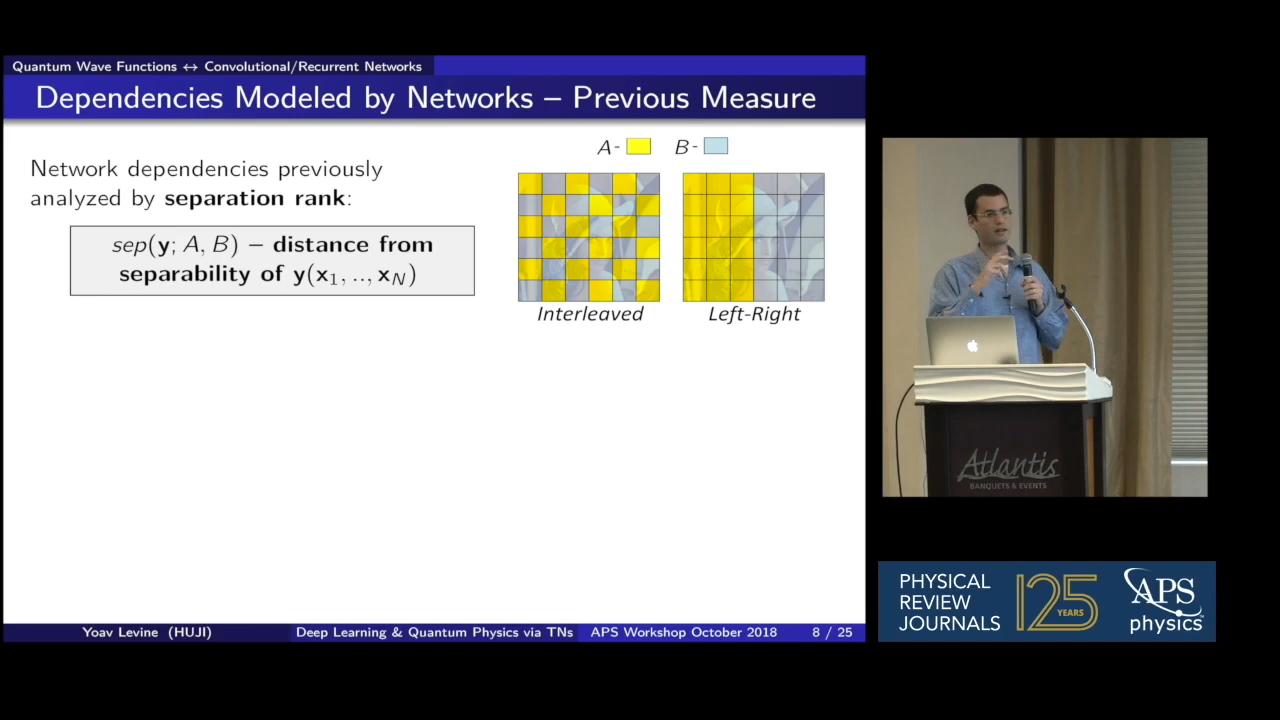 Quantum Wave Functions ↔ Convolutional/Recurrent Networks
Dependencies Modeled by Networks – Previous Measure
Network dependencies previously
analyzed by separation rank:
sep(y; A, B) – distance from
separability of y(x₁, .., x_N)
A- B-
Interleaved Left-Right
Yoav Levine (HUJI) Deep Learning & Quantum Physics via TNs APS Workshop October 2018 8 / 25
Atlantis
BANQUETS & EVENTS
PHYSICAL
REVIEW
JOURNALS
125
YEARS
APS
physics